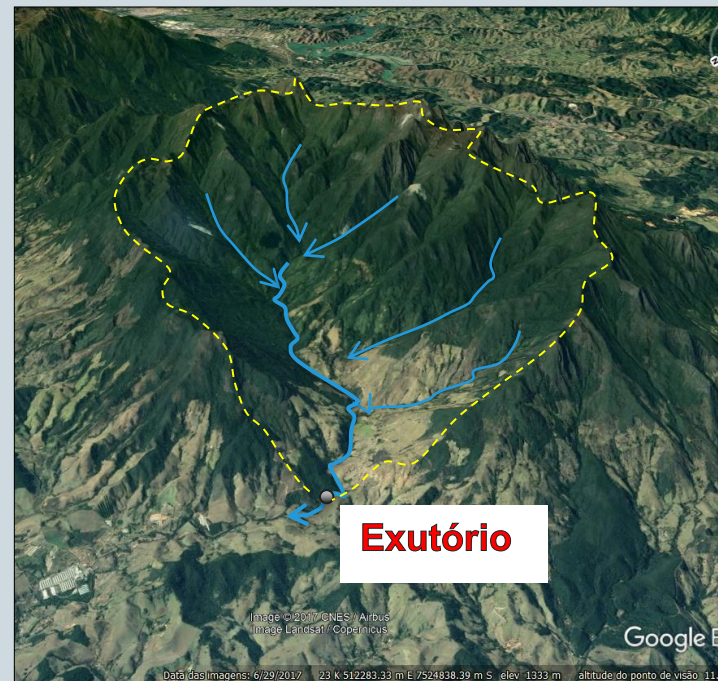 Exutório
Image © 2017 CNES / Airbus
Image Landsat / Copernicus
Google E
Data das imagens: 6/29/2017 23 K 512283.33 m E 7524838.39 m S elev 1333 m altitude do ponto de visão 11.